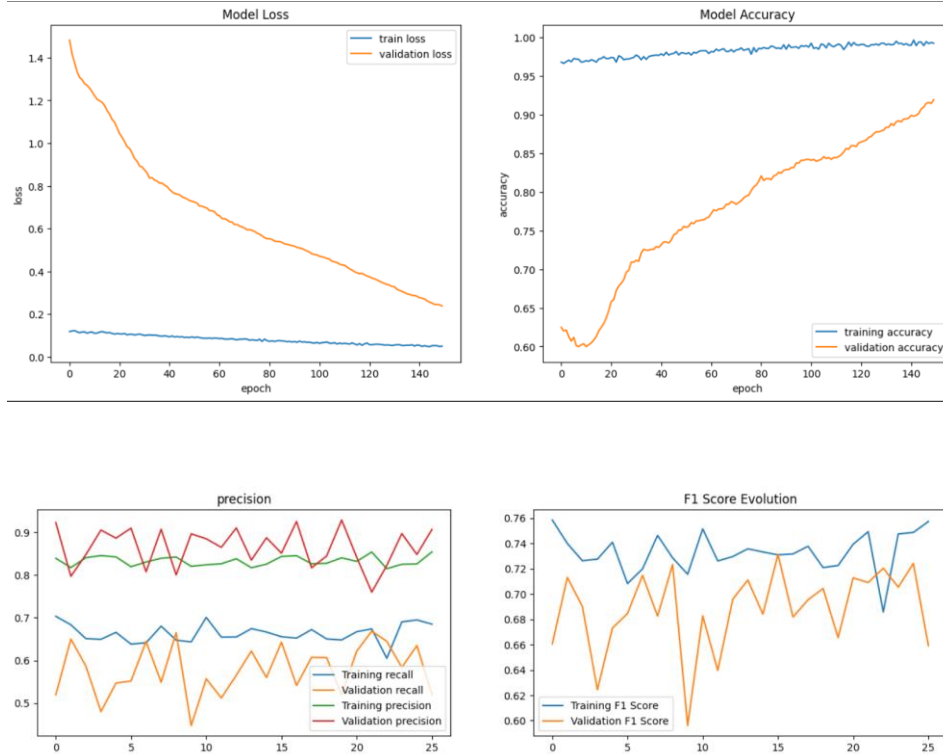 Model Loss
train loss
validation loss
1.4
1.2
1.0
0.8
0.6
0.4
0.2
0.0
loss
0 20 40 60 80 100 120 140
epoch
Model Accuracy
1.00
0.95
0.90
0.85
0.80
0.75
0.70
0.65
0.60
accuracy
training accuracy
validation accuracy
0 20 40 60 80 100 120 140
epoch
precision
0.9
0.8
0.7
0.6
0.5
Training recall
Validation recall
Training precision
Validation precision
0 5 10 15 20 25
F1 Score Evolution
0.76
0.74
0.72
0.70
0.68
0.66
0.64
0.62
0.60
Training F1 Score
Validation F1 Score
0 5 10 15 20 25